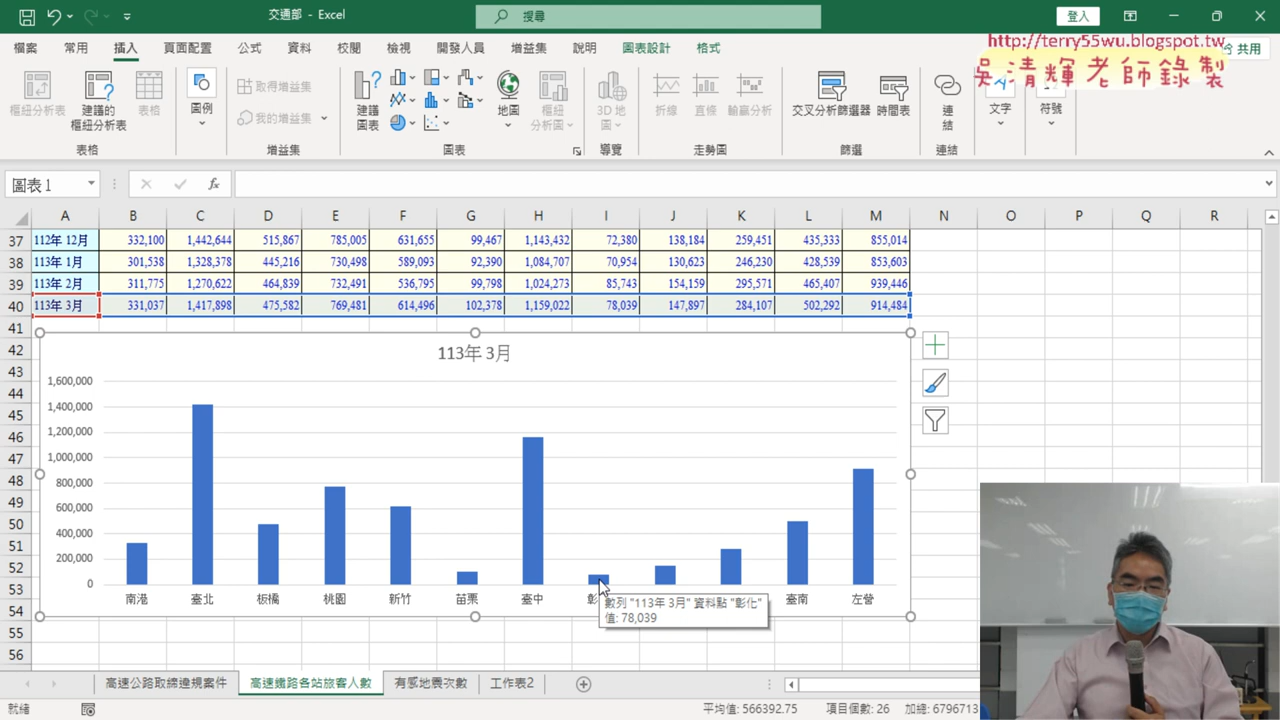 交通部 - Excel
搜尋
登入
檔案 常用 插入 頁面配置 公式 資料 校閱 檢視 開發人員 增益集 說明 圖表設計 格式
共用
http://terry55wu.blogspot.tw
吳清輝老師錄製
樞紐分析表
建議的
樞紐分析表
表格
圖例
取得增益集
我的增益集
建議
圖表
地圖
樞紐
分析圖
3D 地
圖
折線
直條
輸贏分析
交叉分析篩選器
時間表
連
結
文字
符號
表格
增益集
圖表
導覽
走勢圖
篩選
連結
圖表 1
fx
A B C D E F G H I J K L M N O P Q R
37 112年 12月 332,100 1,442,644 515,867 785,005 631,655 99,467 1,143,432 72,380 138,184 259,451 435,333 855,014
38 113年 1月 301,538 1,328,378 445,216 730,498 589,093 92,390 1,084,707 70,954 130,623 246,230 428,539 853,603
39 113年 2月 311,775 1,270,622 464,839 732,491 536,795 99,798 1,024,273 85,743 154,159 295,571 465,407 939,446
40 113年 3月 331,037 1,417,898 475,582 769,481 614,496 102,378 1,159,022 78,039 147,897 284,107 502,292 914,484
41
42
43
44
45
46
47
48
49
50
51
52
53
54
55
56
113年 3月
1,600,000
1,400,000
1,200,000
1,000,000
800,000
600,000
400,000
200,000
0
南港 臺北 板橋 桃園 新竹 苗栗 臺中 彰 臺南 左營
數列 "113年 3月" 資料點 "彰化"
值: 78,039
高速公路取締違規案件 高速鐵路各站旅客人數 有感地震次數 工作表2
就緒
平均值: 566392.75 項目個數: 26 加總: 6796713